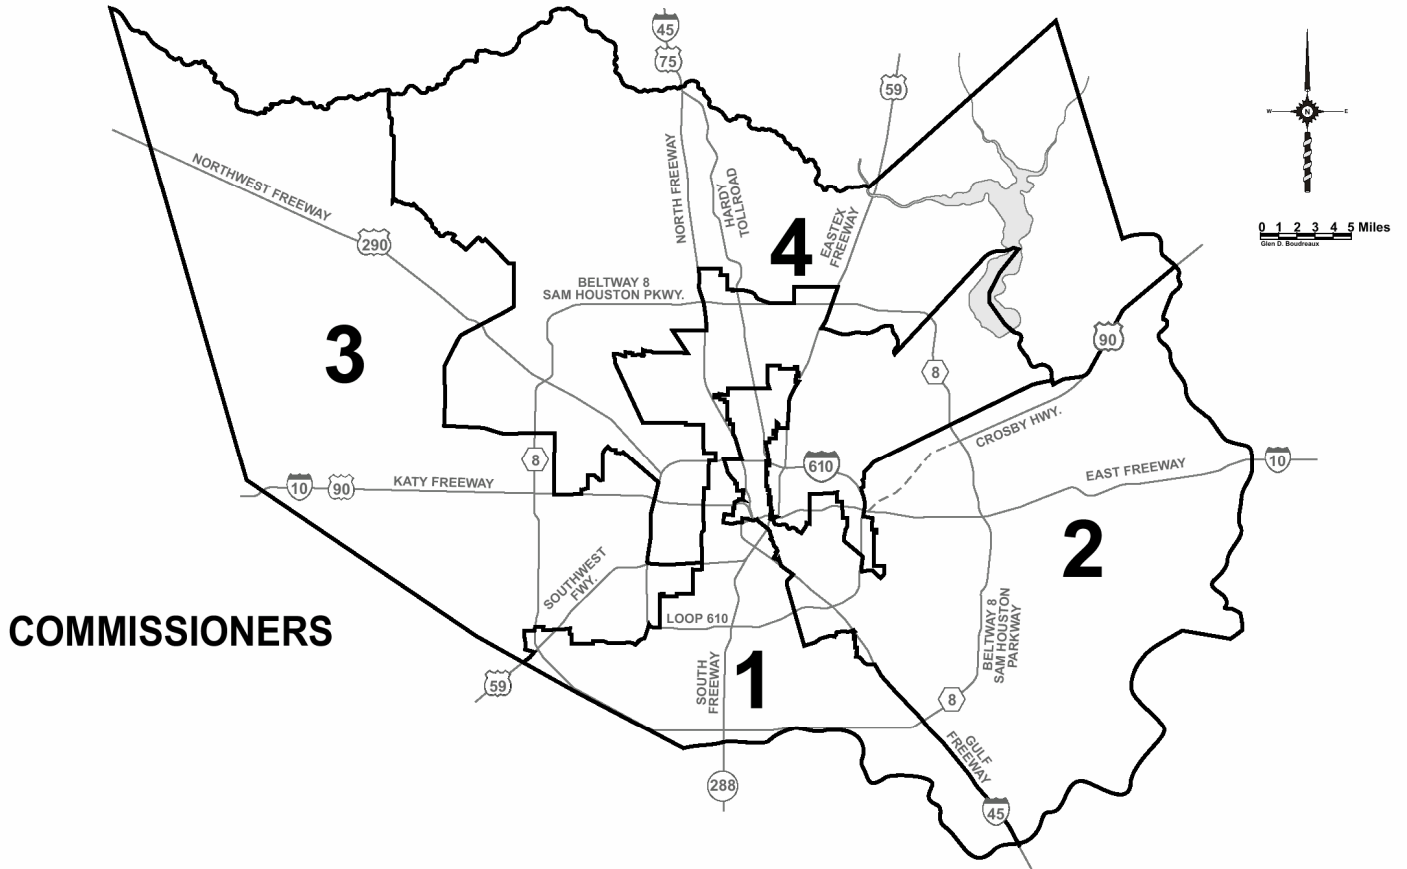 45
75
59
N
W
E
0 1 2 3 4 5 Miles
Glen D. Boudreaux
NORTHWEST FREEWAY
290
NORTH FREEWAY
HARDY
TOLLROAD
4
EASTEX
FREEWAY
BELTWAY 8
SAM HOUSTON PKWY.
3
90
8
CROSBY HWY.
8
610
10
90
KATY FREEWAY
EAST FREEWAY
10
2
SOUTHWEST
FWY.
LOOP 610
COMMISSIONERS
59
SOUTH
FREEWAY
1
BELTWAY 8
SAM HOUSTON
PARKWAY
8
GULF
FREEWAY
288
45